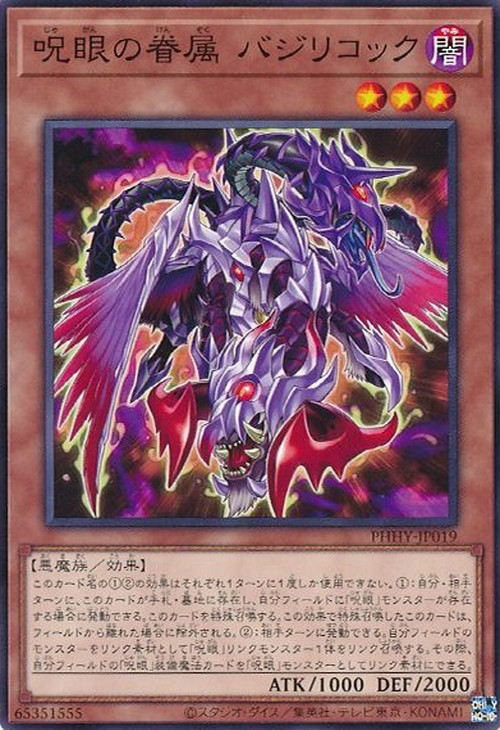 呪眼の眷属 バジリコック
闇
PHHY-JP019
【悪魔族/効果】
このカード名の①②の効果はそれぞれ1ターンに1度しか使用できない。①:自分・相手
ターンに、このカードが手札・墓地に存在し、自分フィールドに「呪眼」モンスターが存在
する場合に発動できる。このカードを特殊召喚する。この効果で特殊召喚したこのカードは、
フィールドから離れた場合に除外される。②:相手ターンに発動できる。自分フィールドの
モンスターをリンク素材として「呪眼」リンクモンスター1体をリンク召喚する。その際、
自分フィールドの「呪眼」装備魔法カードを「呪眼」モンスターとしてリンク素材にできる。
ATK/1000 DEF/2000
65351555 ©スタジオ・ダイス/集英社・テレビ東京・KONAMI